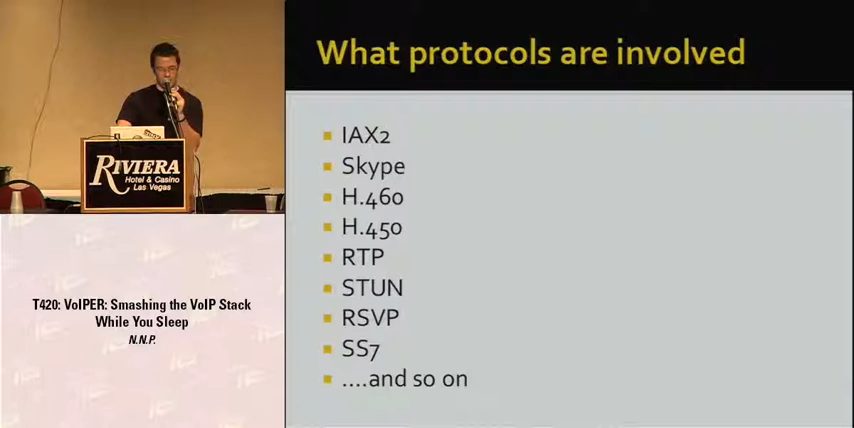 RIVIERA
Hotel & Casino
Las Vegas
T420: VoIPER: Smashing the VoIP Stack
While You Sleep
N.N.P.
What protocols are involved
IAX2
Skype
H.460
H.450
RTP
STUN
RSVP
SS7
....and so on